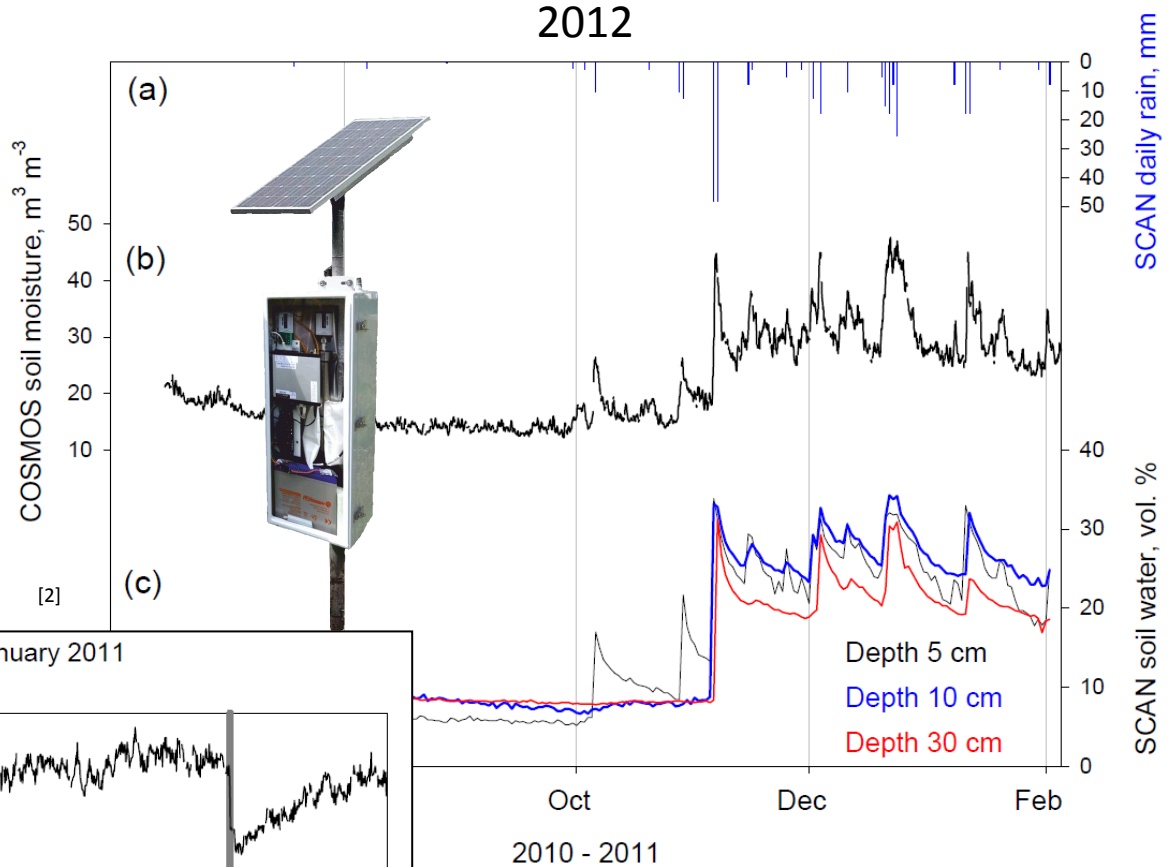 2012
(a)
0
10
20
30
40
50
SCAN daily rain, mm
COSMOS soil moisture, m³ m⁻³
50
40
30
20
10
(b)
(c)
[2]
40
30
20
10
0
SCAN soil water, vol. %
Depth 5 cm
Depth 10 cm
Depth 30 cm
nuary 2011
Oct
Dec
Feb
2010 - 2011